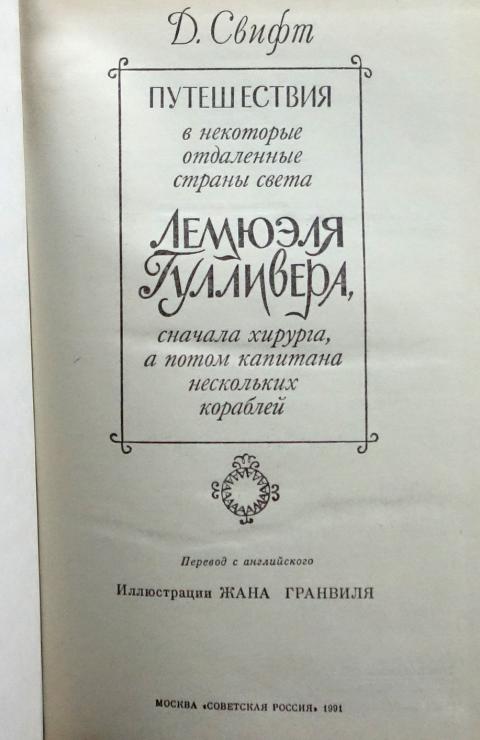 Д. Свифт
ПУТЕШЕСТВИЯ
в некоторые
отдаленные
страны света
ЛЕМЮЭЛЯ
ГУЛЛИВЕРА,
сначала хирурга,
а потом капитана
нескольких
кораблей
Перевод с английского
Иллюстрации ЖАНА ГРАНВИЛЯ
МОСКВА «СОВЕТСКАЯ РОССИЯ» 1991